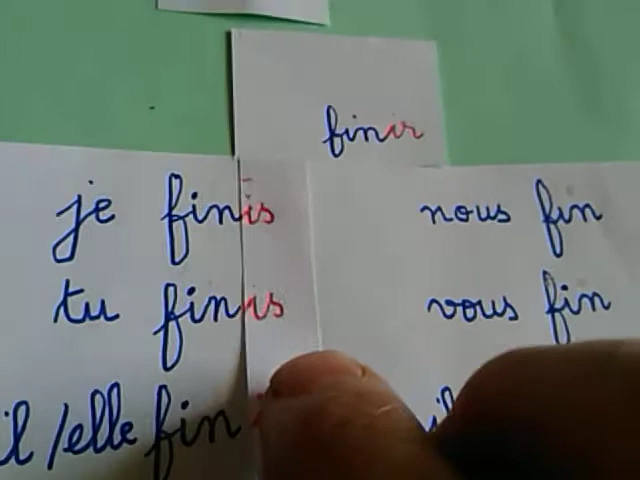 finir
je finis nous fin
tu finis vous fin
il /elle fin